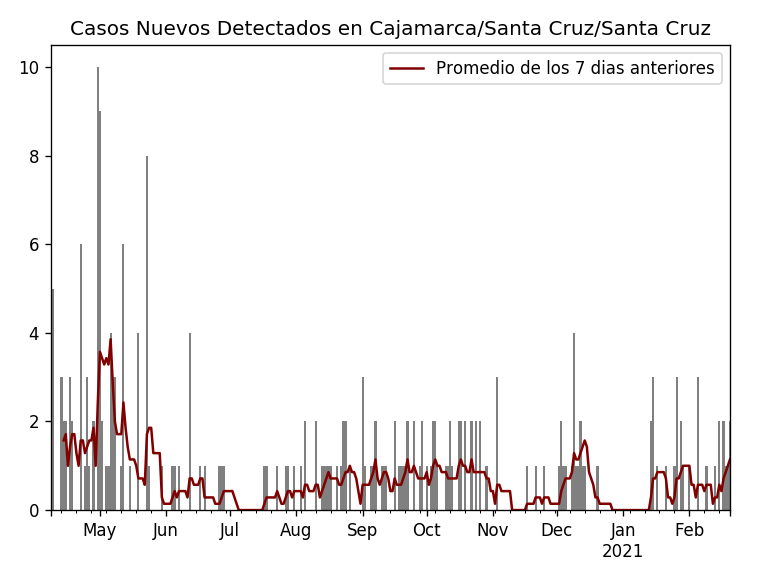 Casos Nuevos Detectados en Cajamarca/Santa Cruz/Santa Cruz
Promedio de los 7 dias anteriores
10
8
6
4
2
0
May Jun Jul Aug Sep Oct Nov Dec Jan Feb
2021